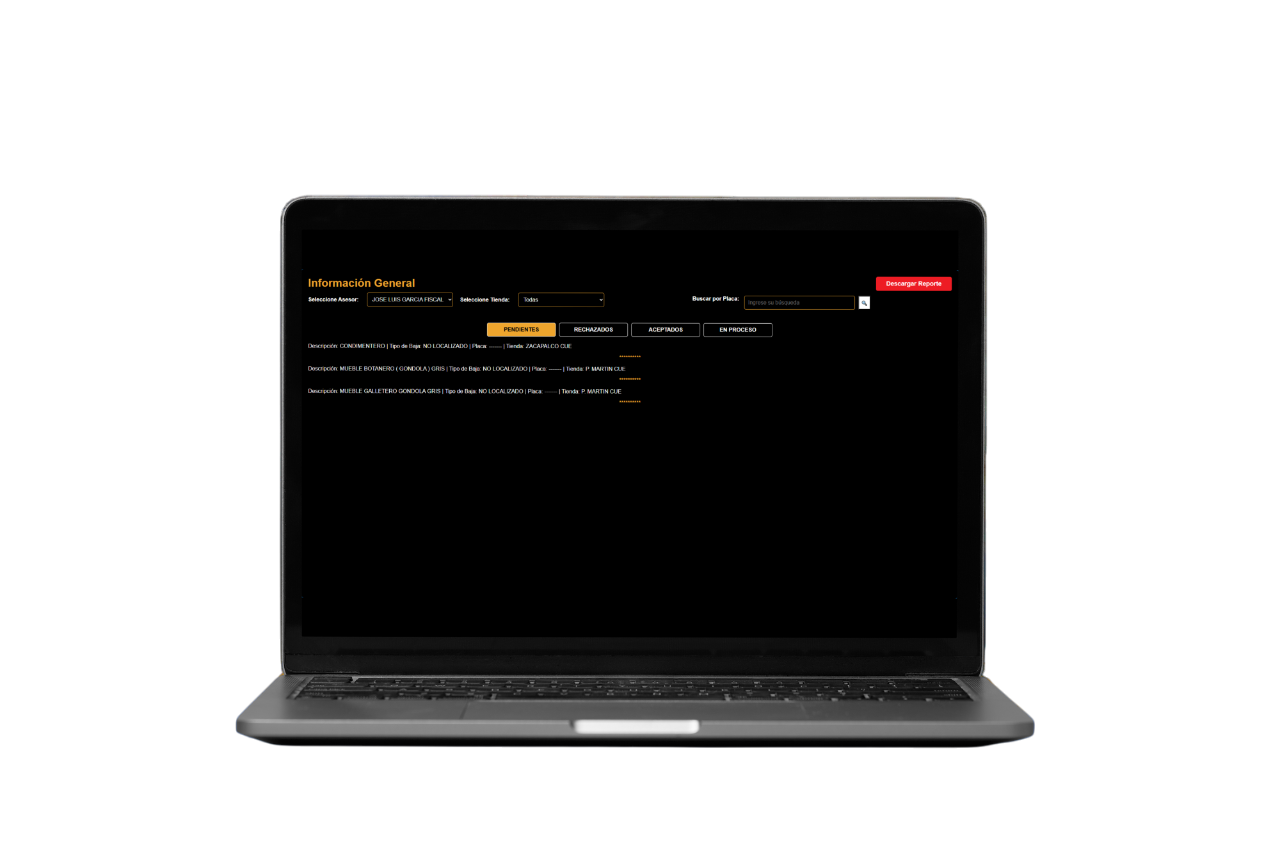 Información General
Descargar Reporte
Seleccione Asesor: JOSE LUIS GARCIA FISCAL Seleccione Tienda: Todas Buscar por Placa: Ingrese su búsqueda
PENDIENTES RECHAZADOS ACEPTADOS EN PROCESO
Descripción: CONDIMENTERO | Tipo de Baja: NO LOCALIZADO | Placa: ------- | Tienda: ZACAPALCO CUE
**********
Descripción: MUEBLE BOTANERO ( GONDOLA ) GRIS | Tipo de Baja: NO LOCALIZADO | Placa: ------- | Tienda: P. MARTIN CUE
**********
Descripción: MUEBLE GALLETERO GONDOLA GRIS | Tipo de Baja: NO LOCALIZADO | Placa: ------- | Tienda: P. MARTIN CUE
**********